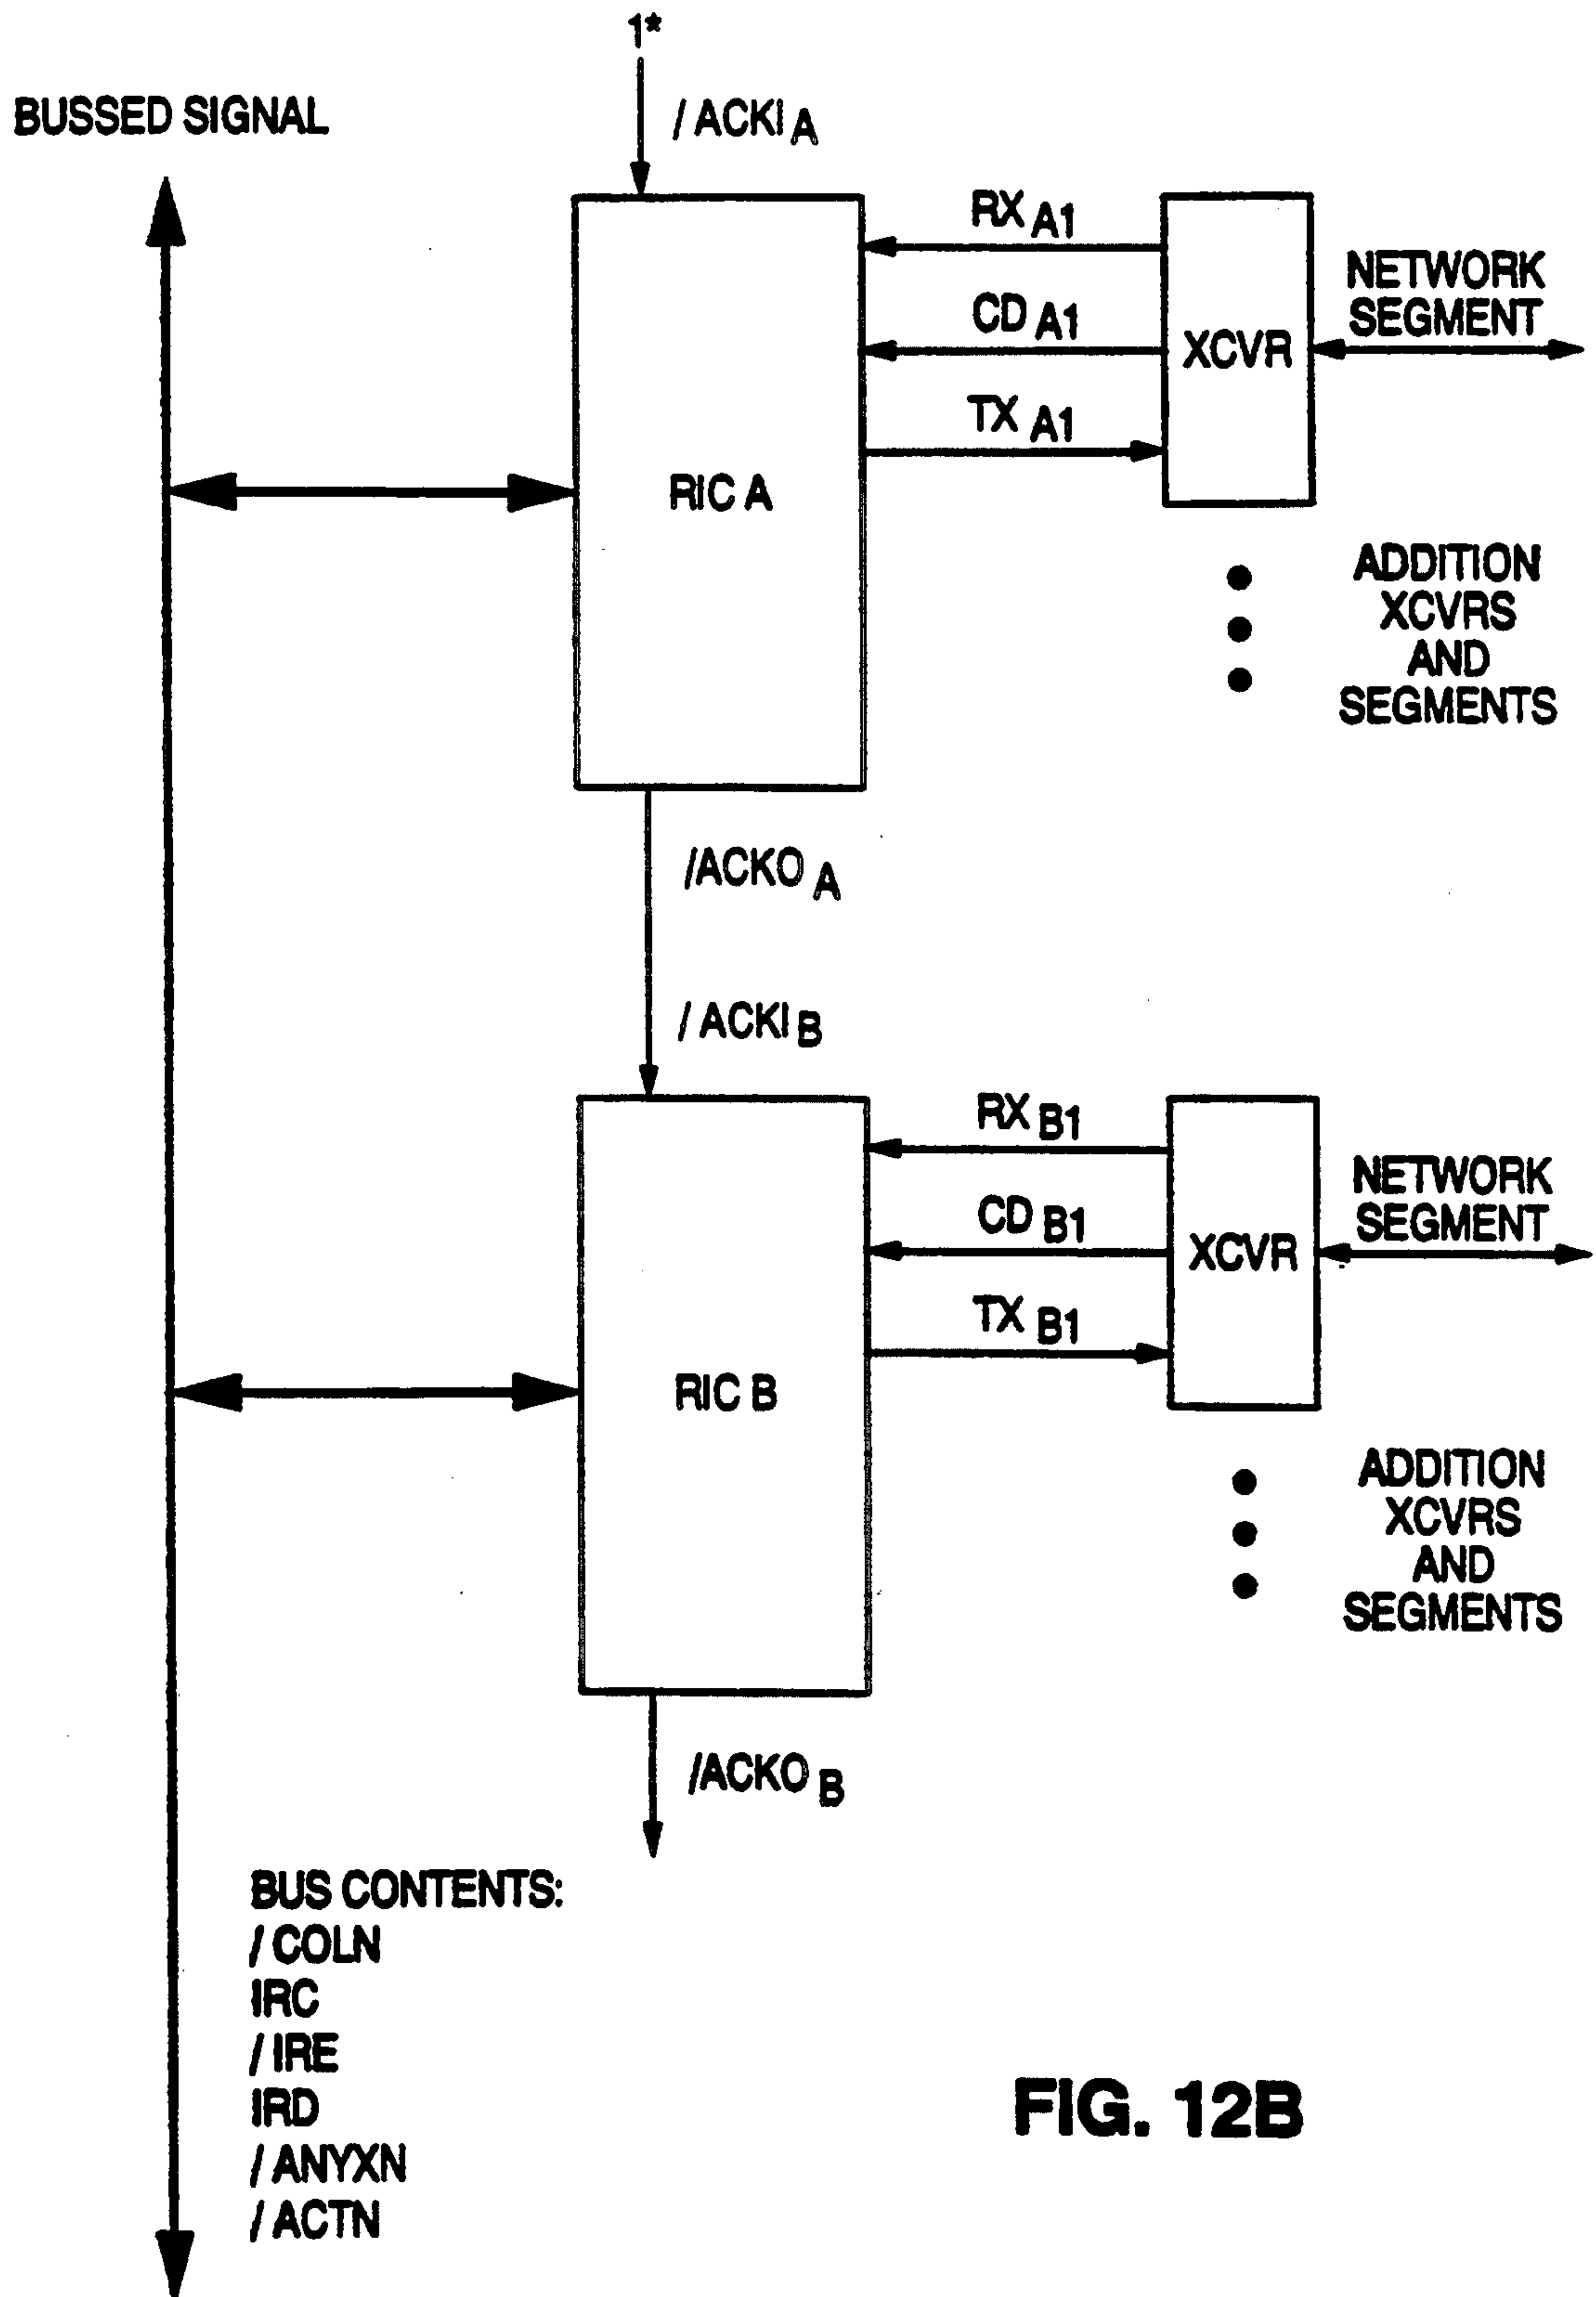 1*
BUSSED SIGNAL
/ ACKI A
RX A1
CD A1
TX A1
XCVR
NETWORK
SEGMENT
RIC A
ADDITION
XCVRS
AND
SEGMENTS
/ACKO A
/ ACKI B
RX B1
CD B1
TX B1
XCVR
NETWORK
SEGMENT
RIC B
ADDITION
XCVRS
AND
SEGMENTS
/ACKO B
BUS CONTENTS:
/ COLN
IRC
/ IRE
IRD
/ ANYXN
/ ACTN
FIG. 12B